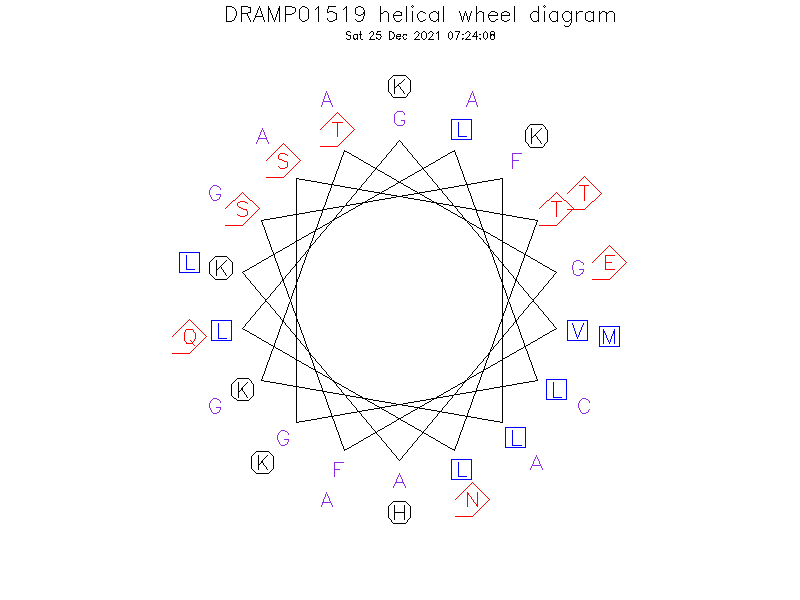 DRAMP01519 helical wheel diagram
Sat 25 Dec 2021 07:24:08
K
A A
G
T L
A K
S F
G T
S T
L K G E
Q L V M
K L
G C
G L
K A
F L
A
A N
H